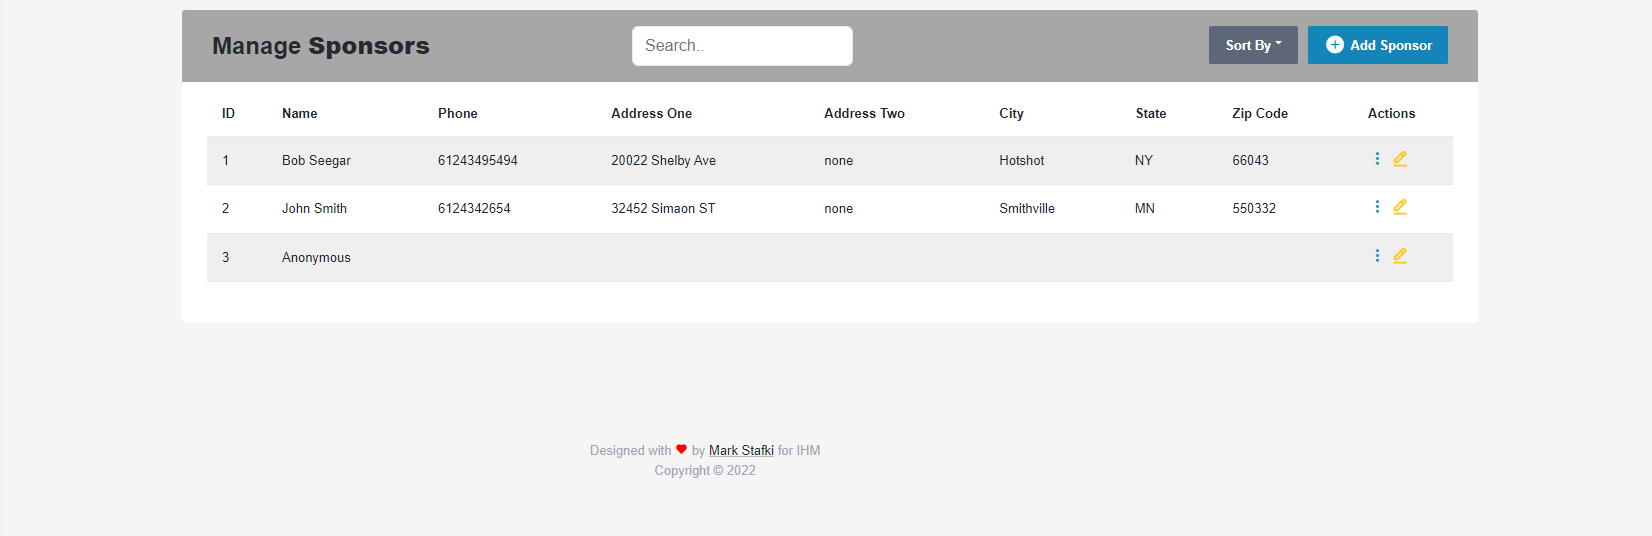 Manage Sponsors Search.. Sort By Add Sponsor
ID Name Phone Address One Address Two City State Zip Code Actions
1 Bob Seegar 61243495494 20022 Shelby Ave none Hotshot NY 66043
2 John Smith 6124342654 32452 Simaon ST none Smithville MN 550332
3 Anonymous
Designed with ❤ by Mark Stafki for IHM
Copyright © 2022